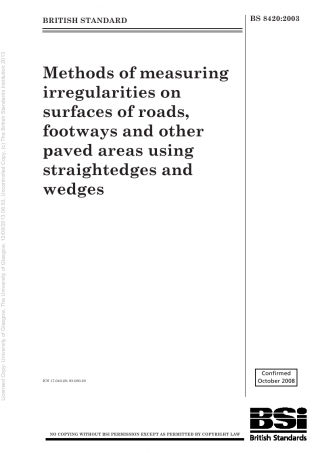 BRITISH STANDARD
BS 8420:2003
Methods of measuring
irregularities on
surfaces of roads,
footways and other
paved areas using
straightedges and
wedges
Confirmed
October 2008
NO COPYING WITHOUT BSI PERMISSION EXCEPT AS PERMITTED BY COPYRIGHT LAW
BSi
British Standards